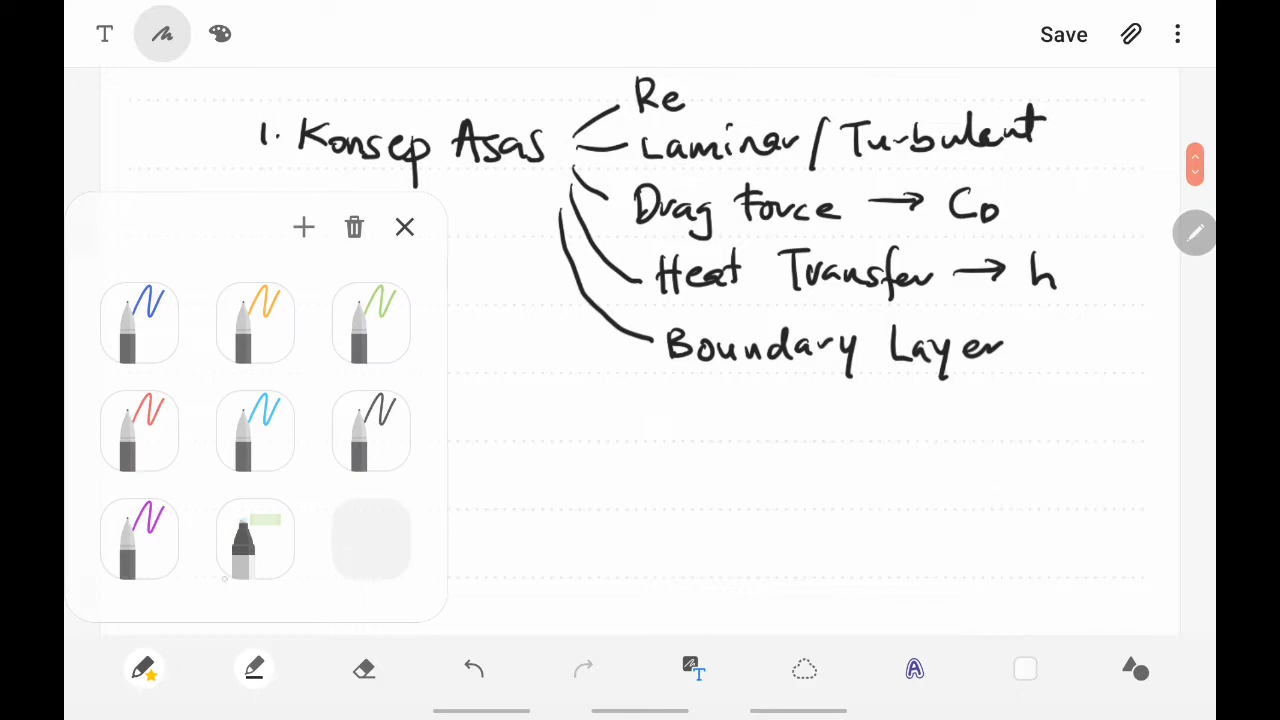 T
Save
Re
1. Konsep Asas
Laminar / Turbulent
Drag Force → CD
Heat Transfer → h
Boundary Layer
T
A